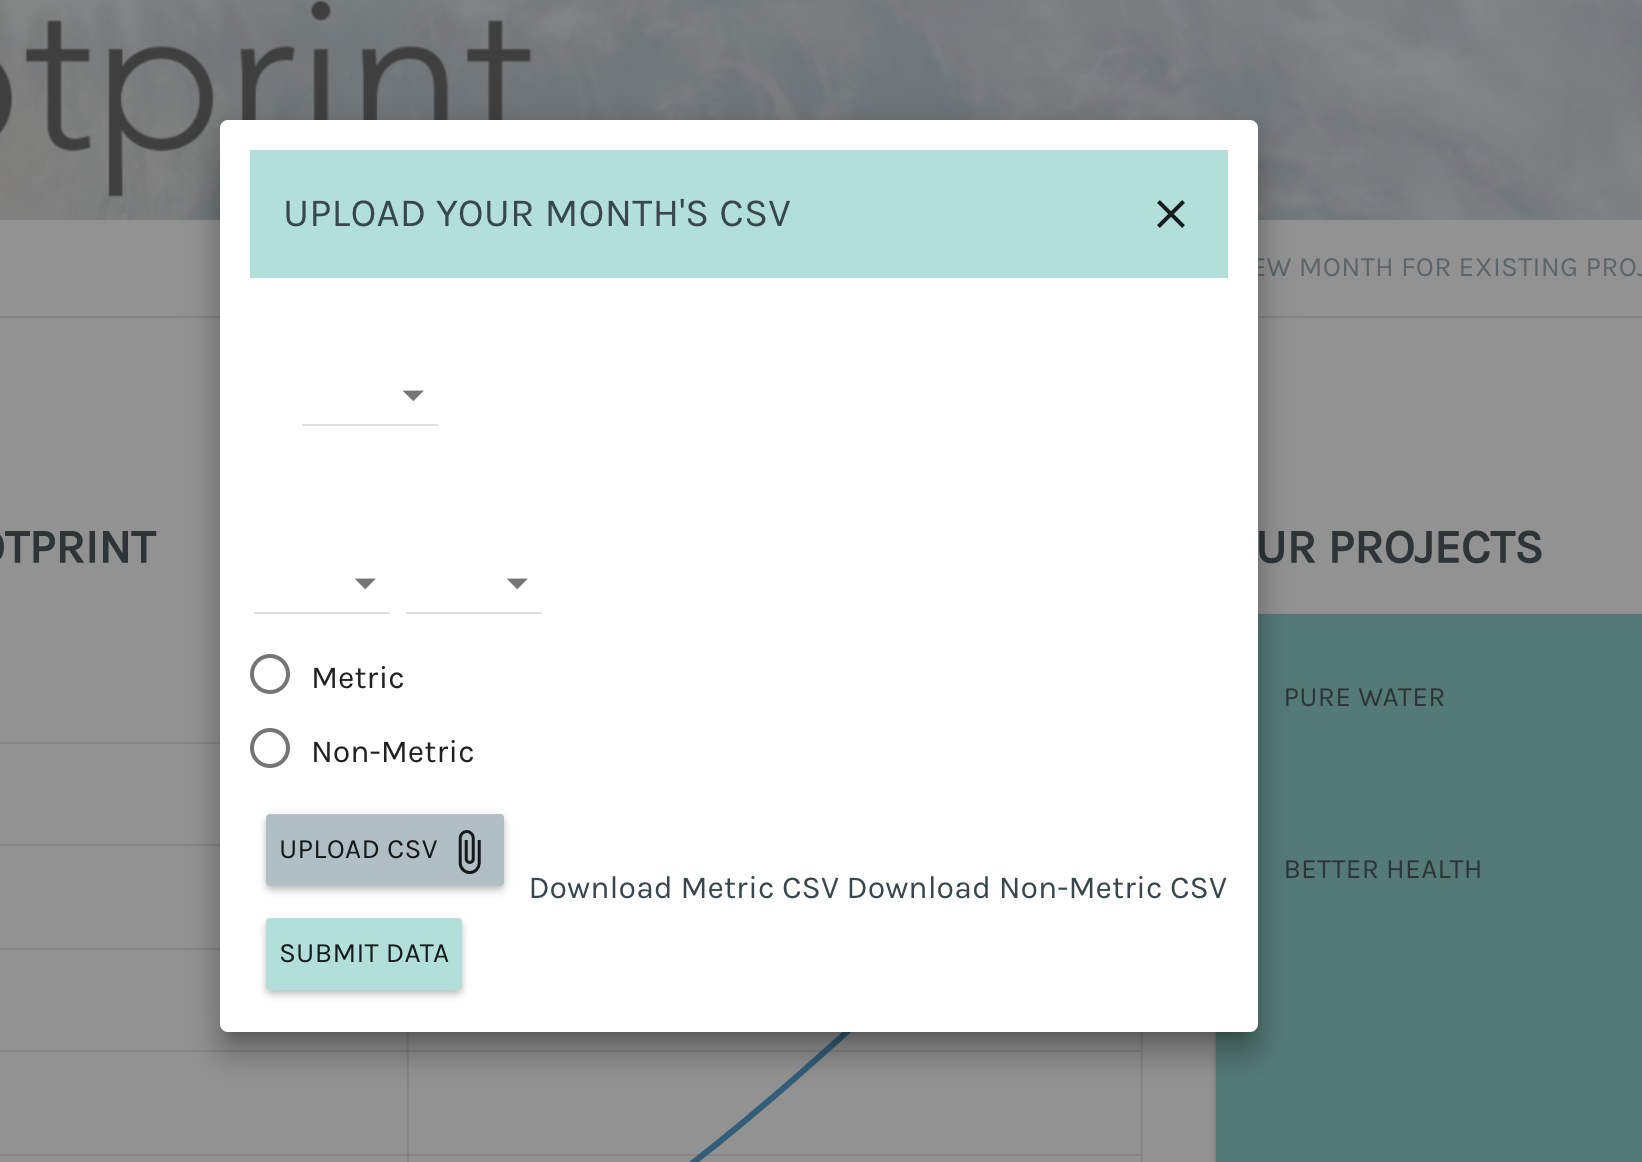 otprint
UPLOAD YOUR MONTH'S CSV
EW MONTH FOR EXISTING PROJ
OTPRINT
UR PROJECTS
Metric
Non-Metric
PURE WATER
UPLOAD CSV
Download Metric CSV Download Non-Metric CSV
BETTER HEALTH
SUBMIT DATA